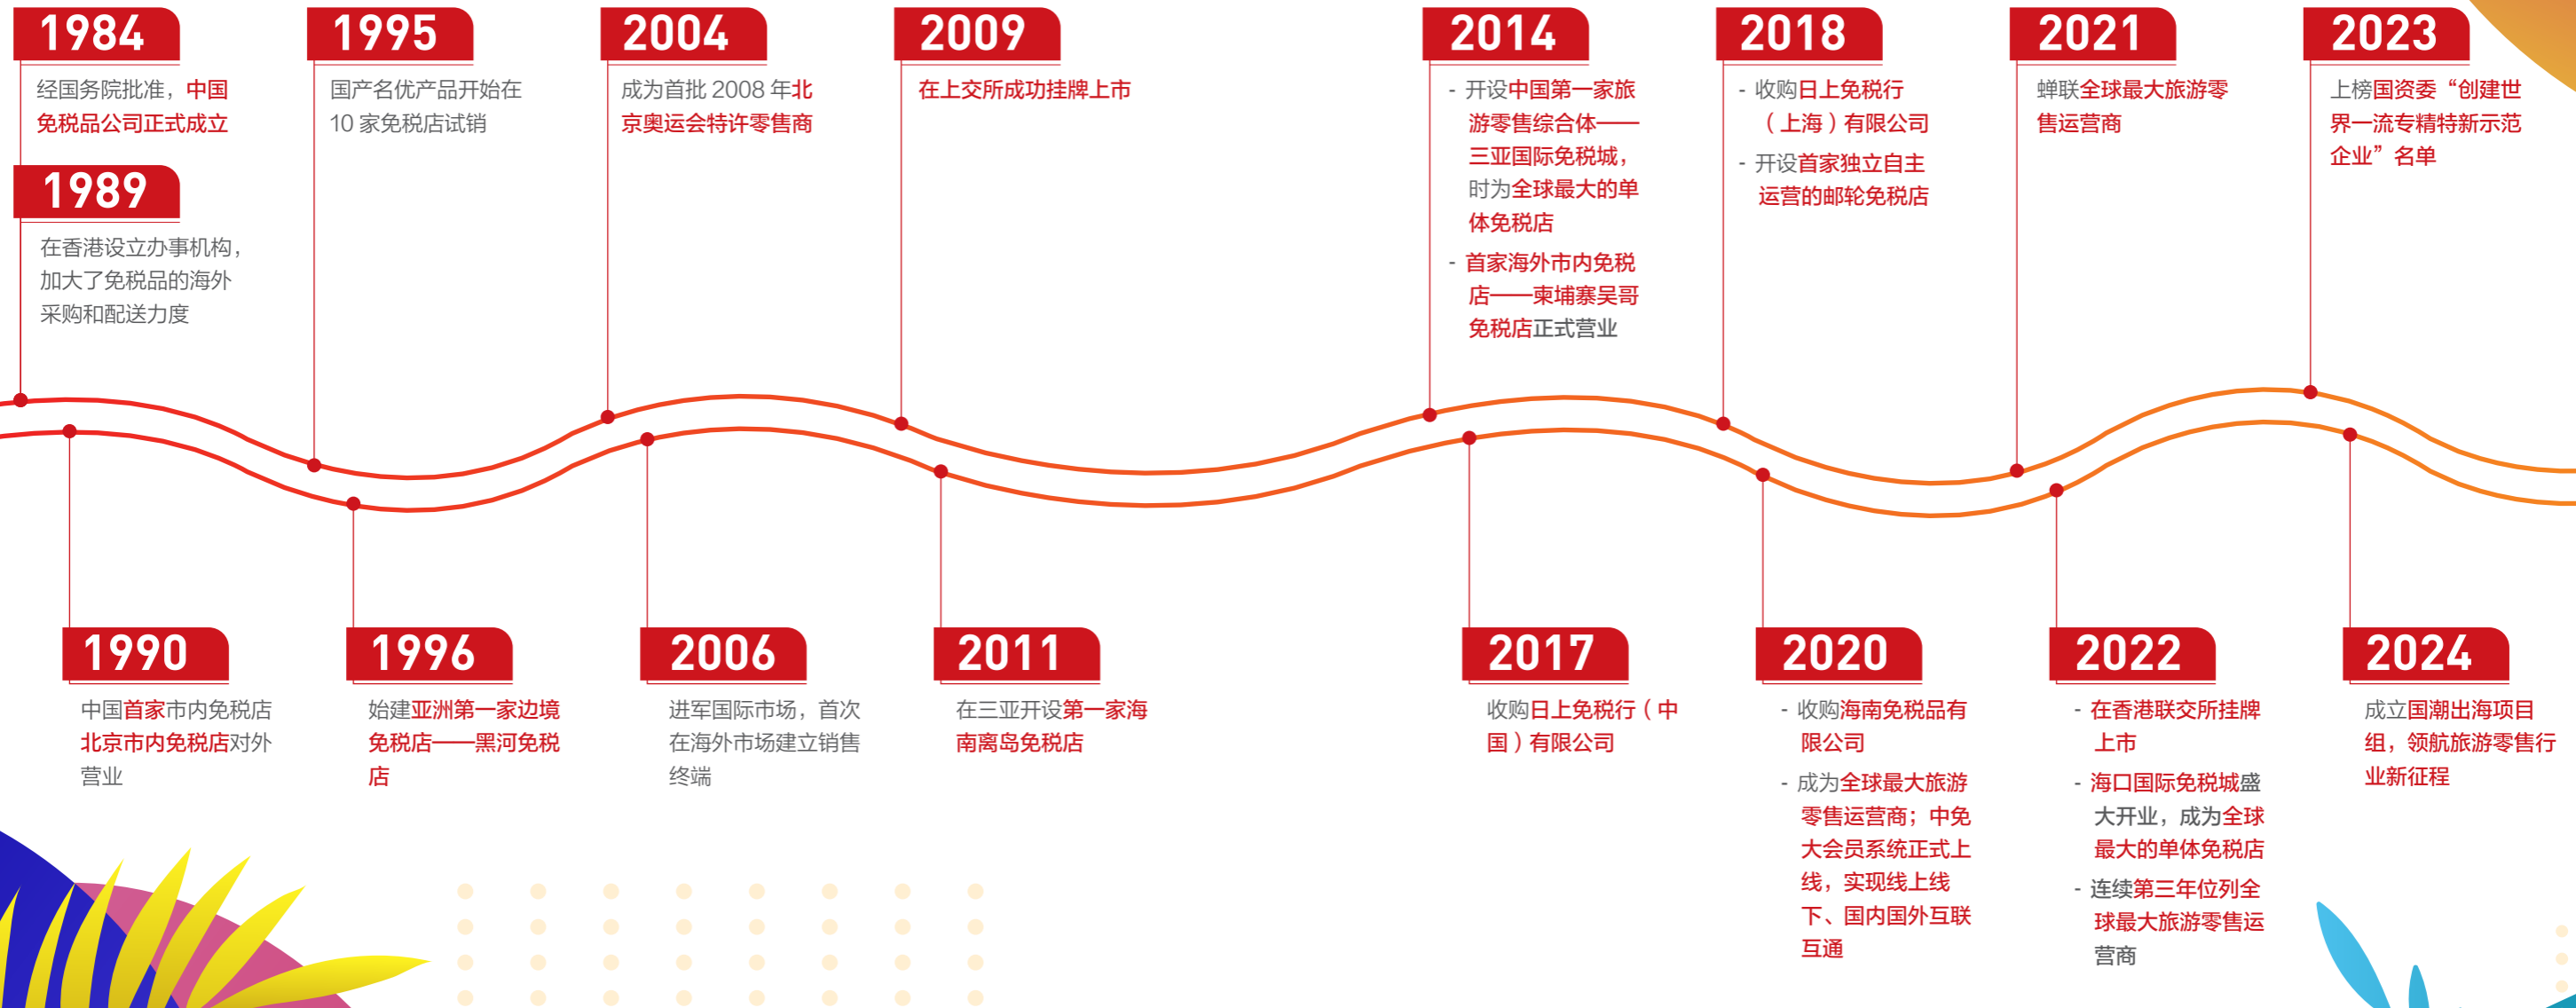 1984
经国务院批准，中国
免税品公司正式成立
1989
在香港设立办事机构，
加大了免税品的海外
采购和配送力度
1990
中国首家市内免税店
北京市内免税店对外
营业
1995
国产名优产品开始在
10 家免税店试销
1996
始建亚洲第一家边境
免税店——黑河免税
店
2004
成为首批 2008 年北
京奥运会特许零售商
2006
进军国际市场，首次
在海外市场建立销售
终端
2009
在上交所成功挂牌上市
2011
在三亚开设第一家海
南离岛免税店
2014
- 开设中国第一家旅
游零售综合体——
三亚国际免税城，
时为全球最大的单
体免税店
- 首家海外市内免税
店——柬埔寨吴哥
免税店正式营业
2017
收购日上免税行（中
国）有限公司
2018
- 收购日上免税行
（上海）有限公司
- 开设首家独立自主
运营的邮轮免税店
2020
- 收购海南免税品有
限公司
- 成为全球最大旅游
零售运营商；中免
大会员系统正式上
线，实现线上线
下、国内国外互联
互通
2021
蝉联全球最大旅游零
售运营商
2022
- 在香港联交所挂牌
上市
- 海口国际免税城盛
大开业，成为全球
最大的单体免税店
- 连续第三年位列全
球最大旅游零售运
营商
2023
上榜国资委“创建世
界一流专精特新示范
企业”名单
2024
成立国潮出海项目
组，领航旅游零售行
业新征程